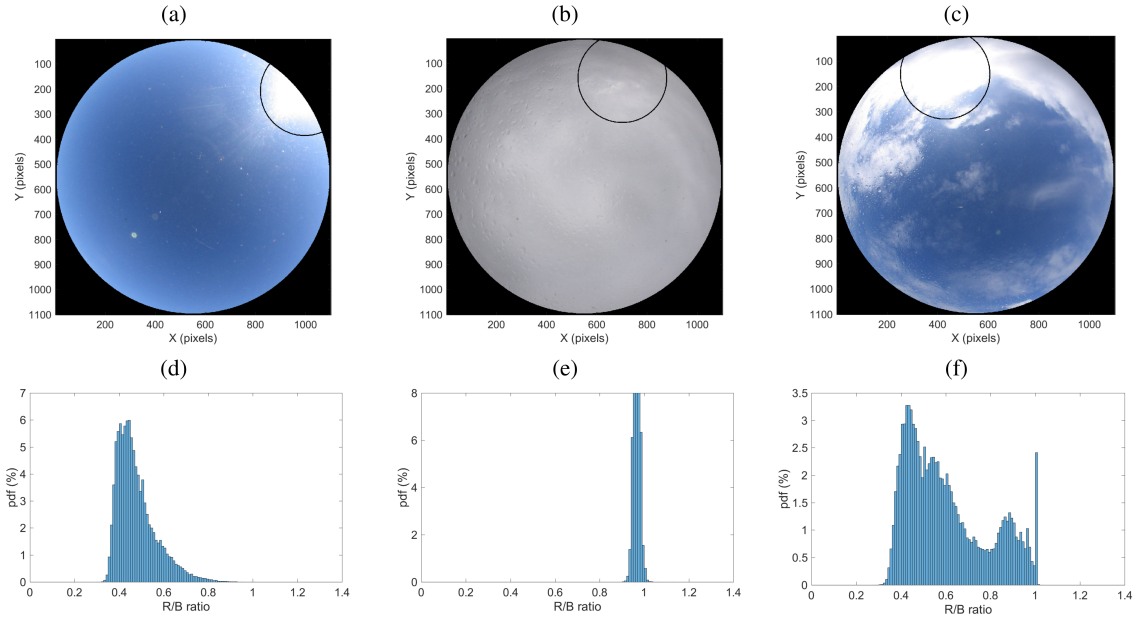 (a) (b) (c)
100
200
300
400
500
600
700
800
900
1000
1100
200 400 600 800 1000
X (pixels)
Y (pixels)
100
200
300
400
500
600
700
800
900
1000
1100
200 400 600 800 1000
X (pixels)
Y (pixels)
100
200
300
400
500
600
700
800
900
1000
1100
200 400 600 800 1000
X (pixels)
Y (pixels)
(d) (e) (f)
7
6
5
4
3
2
1
0
0 0.2 0.4 0.6 0.8 1 1.2 1.4
R/B ratio
pdf (%)
8
6
4
2
0
0 0.2 0.4 0.6 0.8 1 1.2 1.4
R/B ratio
pdf (%)
3.5
3
2.5
2
1.5
1
0.5
0
0 0.2 0.4 0.6 0.8 1 1.2 1.4
R/B ratio
pdf (%)